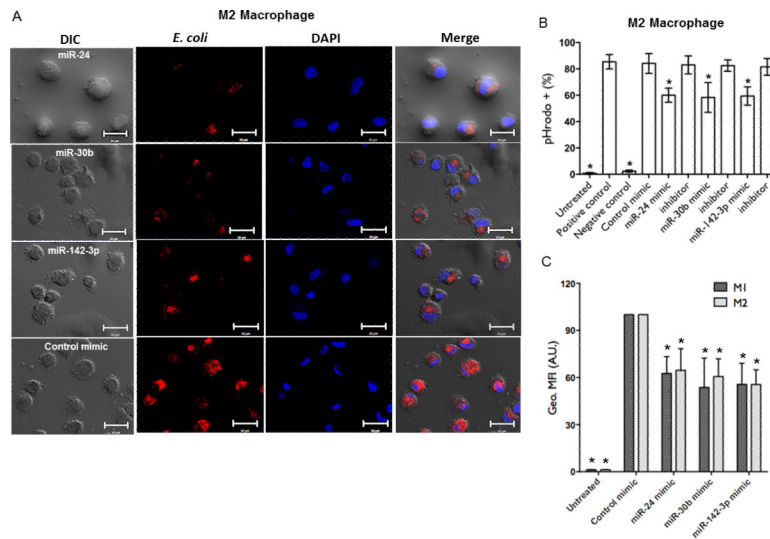 A
M2 Macrophage
DIC
E. coli
DAPI
Merge
miR-24
miR-30b
miR-142-3p
Control mimic
B
M2 Macrophage
pHrodo + (%)
100
80
60
40
20
0
* * * * *
Untreated
Positive control
Negative control
Control mimic
miR-24 mimic
inhibitor
miR-30b mimic
inhibitor
miR-142-3p mimic
inhibitor
C
M1
M2
Geo. MFI (A.U.)
120
90
60
30
0
* * * * * * * *
Untreated
Control mimic
miR-24 mimic
miR-30b mimic
miR-142-3p mimic